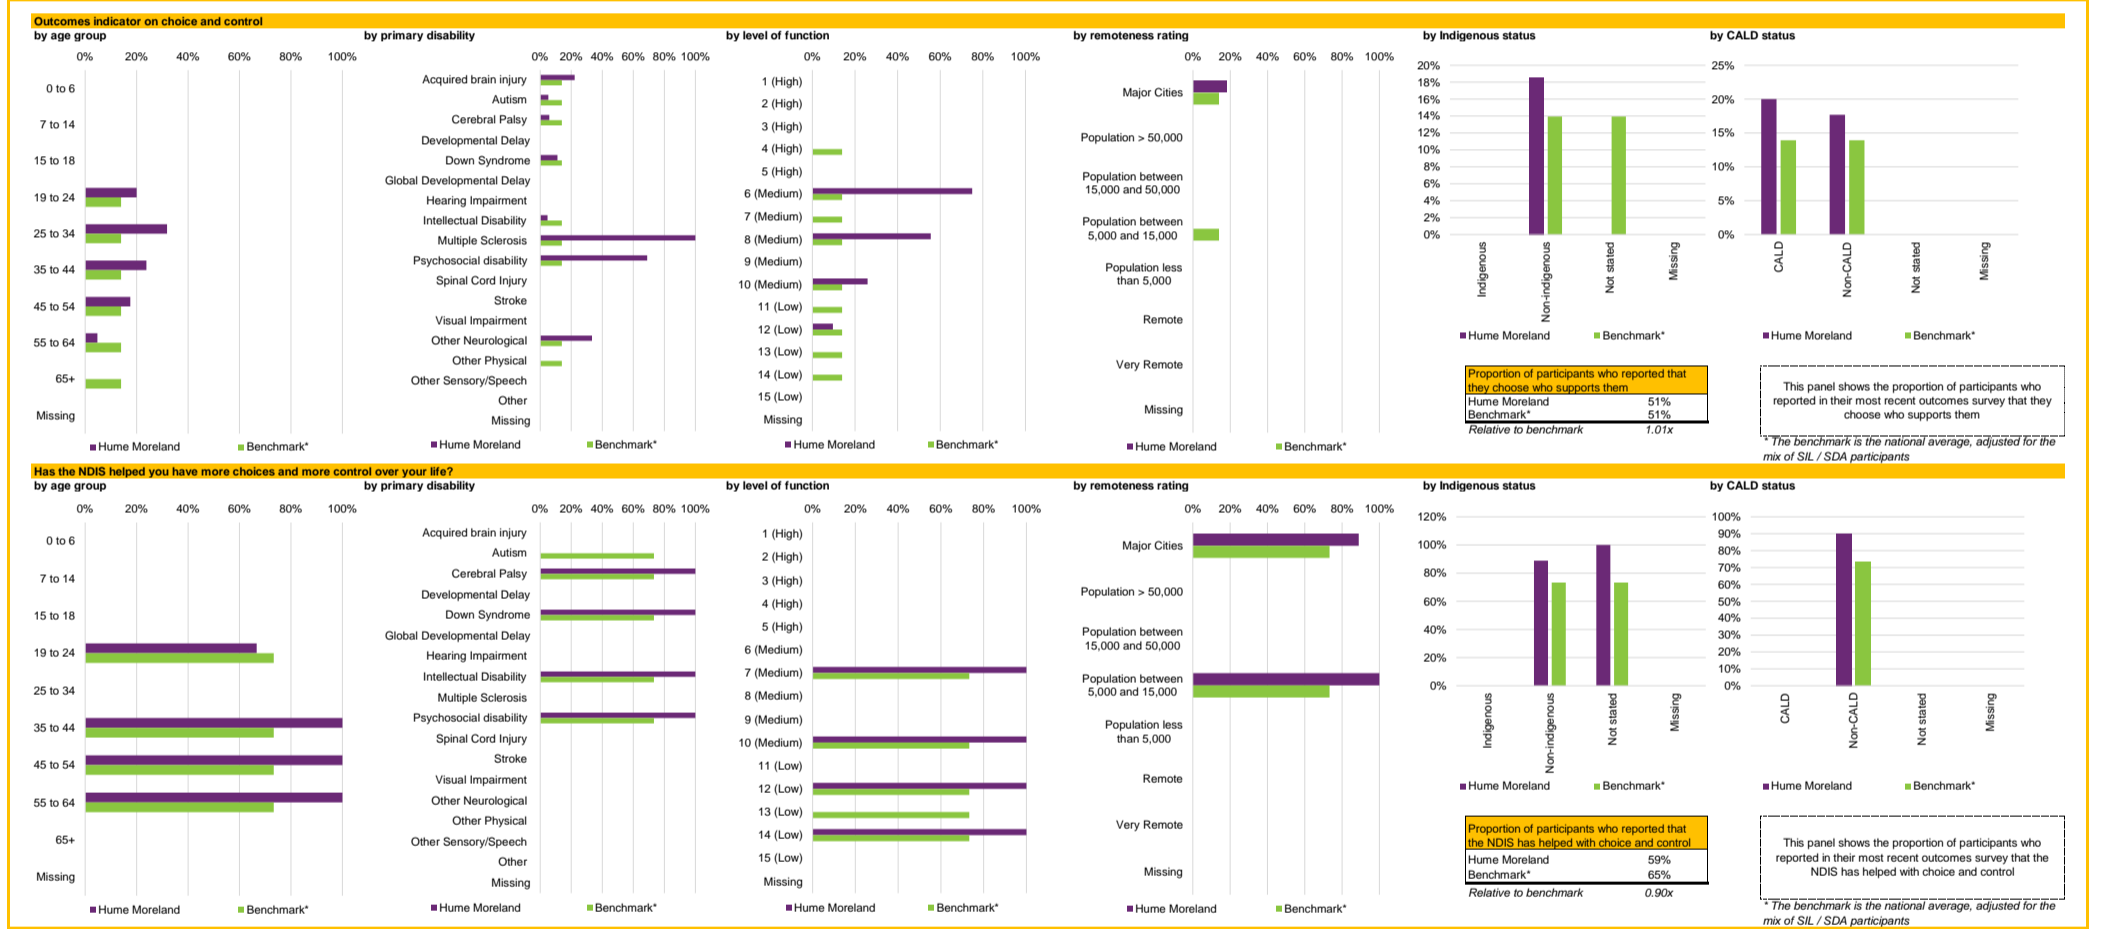 Outcomes indicator on choice and control
by age group
0% 20% 40% 60% 80% 100%
0 to 6
7 to 14
15 to 18
19 to 24
25 to 34
35 to 44
45 to 54
55 to 64
65+
Missing
Hume Moreland Benchmark*
by primary disability
0% 20% 40% 60% 80% 100%
Acquired brain injury
Autism
Cerebral Palsy
Developmental Delay
Down Syndrome
Global Developmental Delay
Hearing Impairment
Intellectual Disability
Multiple Sclerosis
Psychosocial disability
Spinal Cord Injury
Stroke
Visual Impairment
Other Neurological
Other Physical
Other Sensory/Speech
Other
Missing
Hume Moreland Benchmark*
by level of function
0% 20% 40% 60% 80% 100%
1 (High)
2 (High)
3 (High)
4 (High)
5 (High)
6 (Medium)
7 (Medium)
8 (Medium)
9 (Medium)
10 (Medium)
11 (Low)
12 (Low)
13 (Low)
14 (Low)
15 (Low)
Missing
Hume Moreland Benchmark*
by remoteness rating
0% 20% 40% 60% 80% 100%
Major Cities
Population > 50,000
Population between
15,000 and 50,000
Population between
5,000 and 15,000
Population less
than 5,000
Remote
Very Remote
Missing
Hume Moreland Benchmark*
by Indigenous status
20%
18%
16%
14%
12%
10%
8%
6%
4%
2%
0%
Indigenous
Non-indigenous
Not stated
Missing
Hume Moreland Benchmark*
by CALD status
25%
20%
15%
10%
5%
0%
CALD
Non-CALD
Not stated
Missing
Hume Moreland Benchmark*
Proportion of participants who reported that
they choose who supports them
Hume Moreland 51%
Benchmark* 51%
Relative to benchmark 1.01x
This panel shows the proportion of participants who
reported in their most recent outcomes survey that they
choose who supports them
* The benchmark is the national average, adjusted for the
mix of SIL / SDA participants
Has the NDIS helped you have more choices and more control over your life?
by age group
0% 20% 40% 60% 80% 100%
0 to 6
7 to 14
15 to 18
19 to 24
25 to 34
35 to 44
45 to 54
55 to 64
65+
Missing
Hume Moreland Benchmark*
by primary disability
0% 20% 40% 60% 80% 100%
Acquired brain injury
Autism
Cerebral Palsy
Developmental Delay
Down Syndrome
Global Developmental Delay
Hearing Impairment
Intellectual Disability
Multiple Sclerosis
Psychosocial disability
Spinal Cord Injury
Stroke
Visual Impairment
Other Neurological
Other Physical
Other Sensory/Speech
Other
Missing
Hume Moreland Benchmark*
by level of function
0% 20% 40% 60% 80% 100%
1 (High)
2 (High)
3 (High)
4 (High)
5 (High)
6 (Medium)
7 (Medium)
8 (Medium)
9 (Medium)
10 (Medium)
11 (Low)
12 (Low)
13 (Low)
14 (Low)
15 (Low)
Missing
Hume Moreland Benchmark*
by remoteness rating
0% 20% 40% 60% 80% 100%
Major Cities
Population > 50,000
Population between
15,000 and 50,000
Population between
5,000 and 15,000
Population less
than 5,000
Remote
Very Remote
Missing
Hume Moreland Benchmark*
by Indigenous status
120%
100%
80%
60%
40%
20%
0%
Indigenous
Non-indigenous
Not stated
Missing
Hume Moreland Benchmark*
by CALD status
100%
90%
80%
70%
60%
50%
40%
30%
20%
10%
0%
CALD
Non-CALD
Not stated
Missing
Hume Moreland Benchmark*
Proportion of participants who reported that
the NDIS has helped with choice and control
Hume Moreland 59%
Benchmark* 65%
Relative to benchmark 0.90x
This panel shows the proportion of participants who
reported in their most recent outcomes survey that the
NDIS has helped with choice and control
* The benchmark is the national average, adjusted for the
mix of SIL / SDA participants